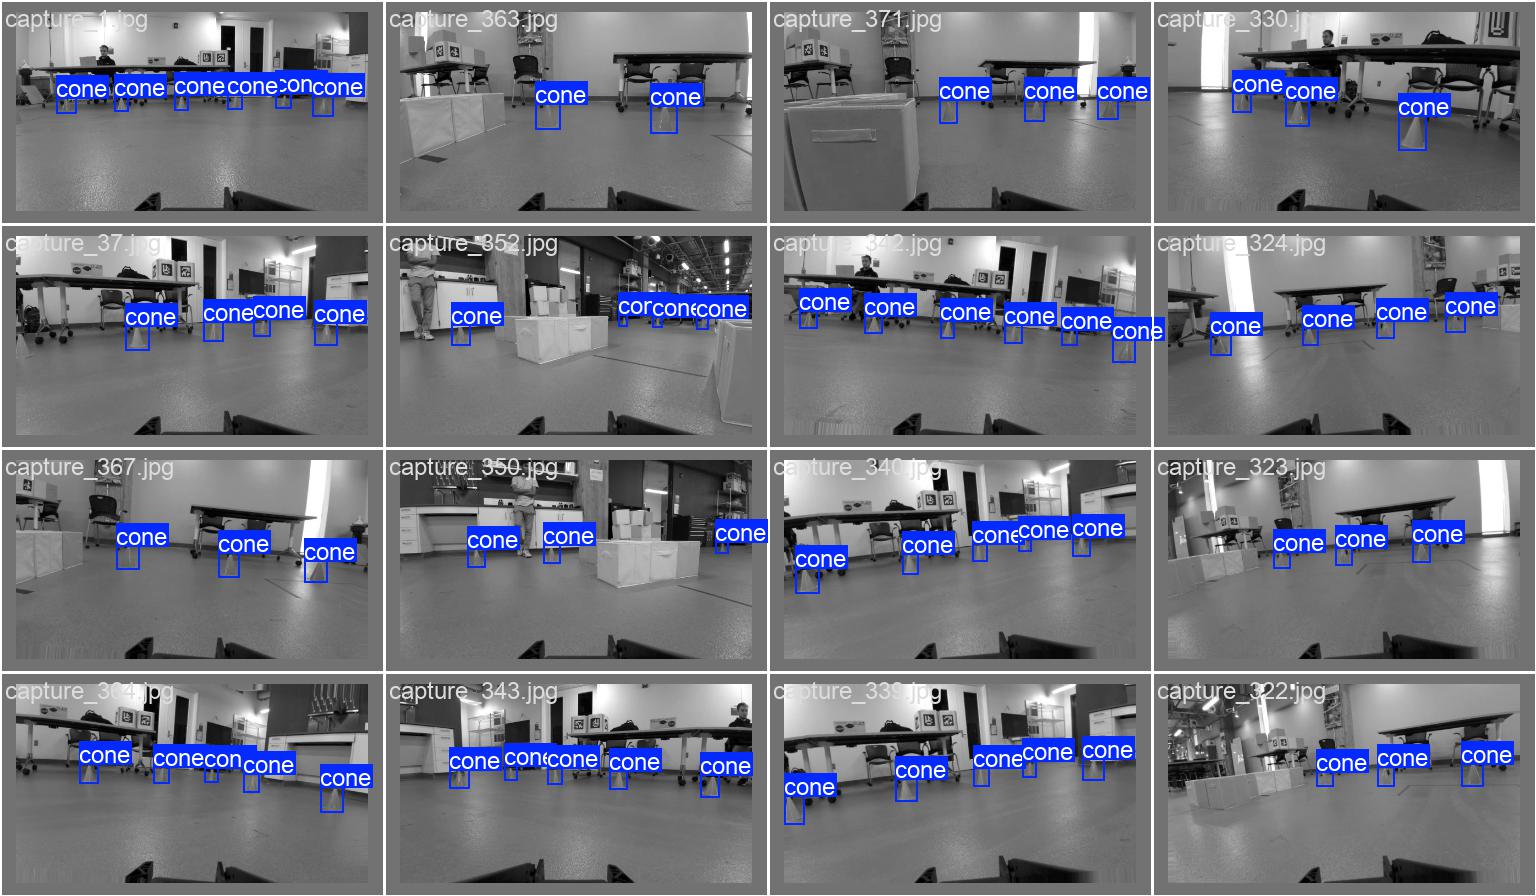 capture_1.jpg
cone cone cone cone con cone
capture_363.jpg
cone cone
capture_371.jpg
cone cone cone
capture_330.jpg
cone cone cone
capture_37.jpg
cone cone cone cone
capture_352.jpg
cone con cone cone
capture_342.jpg
cone cone cone cone cone cone
capture_324.jpg
cone cone cone cone
capture_367.jpg
cone cone cone
capture_350.jpg
cone cone cone
capture_340.jpg
cone cone cone cone cone
capture_323.jpg
cone cone cone
capture_364.jpg
cone cone con cone cone
capture_343.jpg
cone con cone cone cone
capture_339.jpg
cone cone cone cone cone
capture_322.jpg
cone cone cone